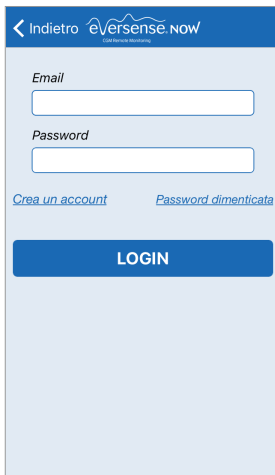 Indietro eversense. NOW
CGM Remote Monitoring
Email
Password
Crea un account Password dimenticata
LOGIN